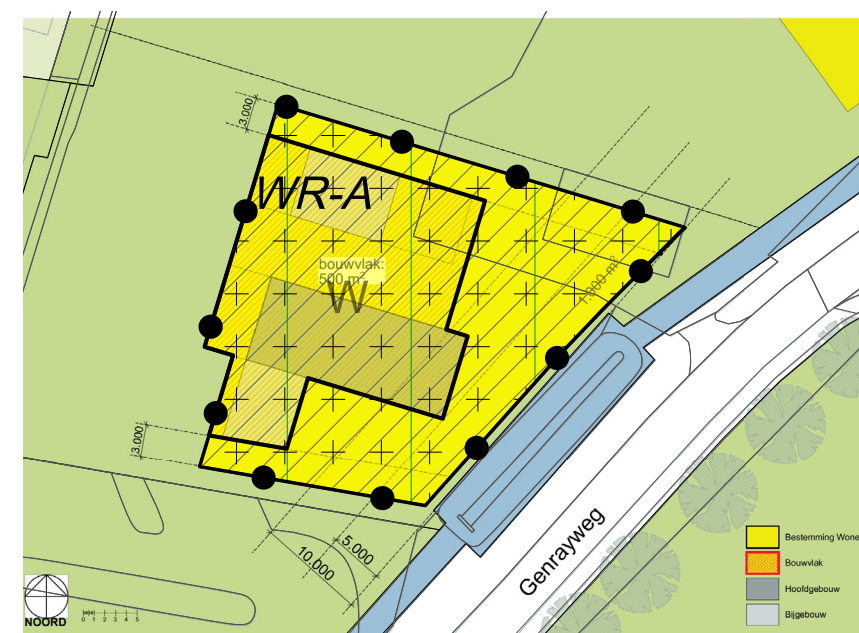 3.000
WR-A
bouwvlak:
500 m²
W
1.000 m²
3.000
5.000
10.000
Genrayweg
Bestemming Wone
Bouwvlak
Hoofdgebouw
Bijgebouw
NOORD
0 1 2 3 4 5